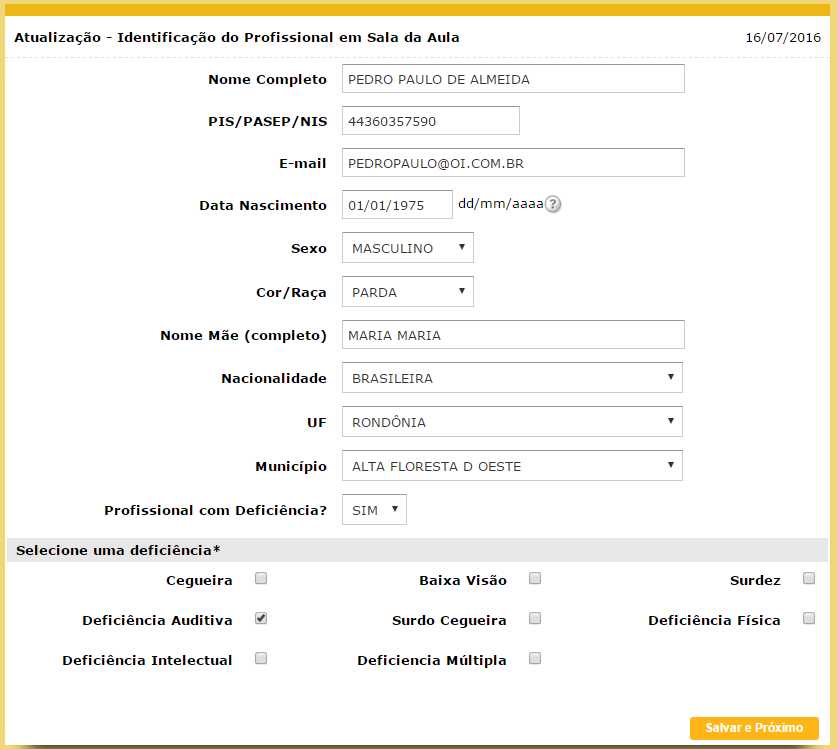 Atualização - Identificação do Profissional em Sala da Aula 16/07/2016
Nome Completo PEDRO PAULO DE ALMEIDA
PIS/PASEP/NIS 44360357590
E-mail PEDROPAULO@OI.COM.BR
Data Nascimento 01/01/1975 dd/mm/aaaa ?
Sexo MASCULINO
Cor/Raça PARDA
Nome Mãe (completo) MARIA MARIA
Nacionalidade BRASILEIRA
UF RONDÔNIA
Município ALTA FLORESTA D OESTE
Profissional com Deficiência? SIM
Selecione uma deficiência*
Cegueira Baixa Visão Surdez
Deficiência Auditiva Surdo Cegueira Deficiência Física
Deficiência Intelectual Deficiencia Múltipla
Salvar e Próximo